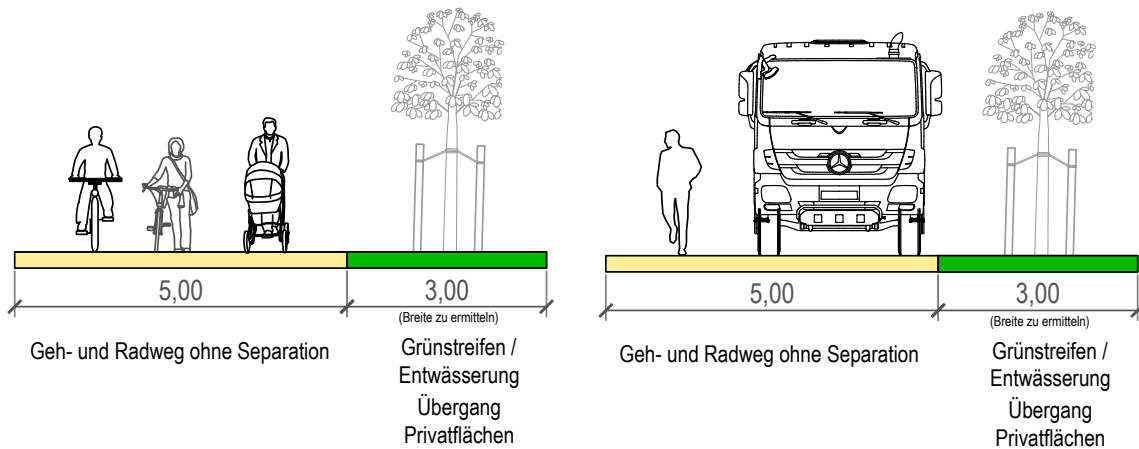 5,00
3,00
(Breite zu ermitteln)
Geh- und Radweg ohne Separation
Grünstreifen /
Entwässerung
Übergang
Privatflächen
5,00
3,00
(Breite zu ermitteln)
Geh- und Radweg ohne Separation
Grünstreifen /
Entwässerung
Übergang
Privatflächen